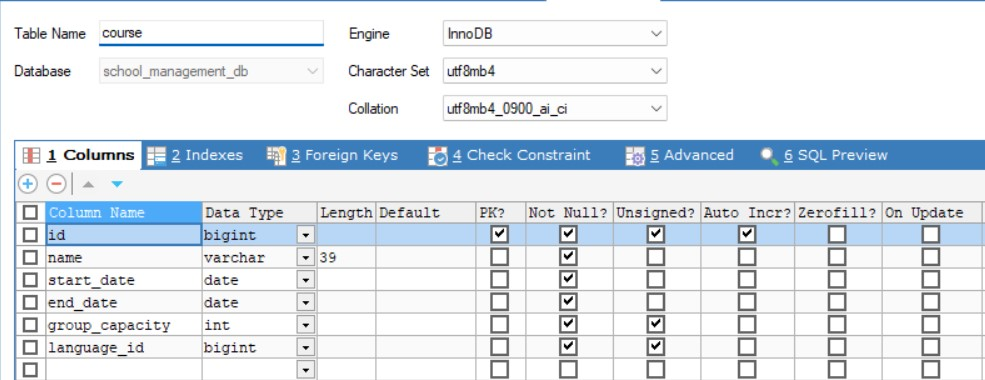 Table Name course Engine InnoDB
Database school_management_db Character Set utf8mb4
Collation utf8mb4_0900_ai_ci
1 Columns 2 Indexes 3 Foreign Keys 4 Check Constraint 5 Advanced 6 SQL Preview
Column Name Data Type Length Default PK? Not Null? Unsigned? Auto Incr? Zerofill? On Update
id bigint
name varchar 39
start_date date
end_date date
group_capacity int
language_id bigint